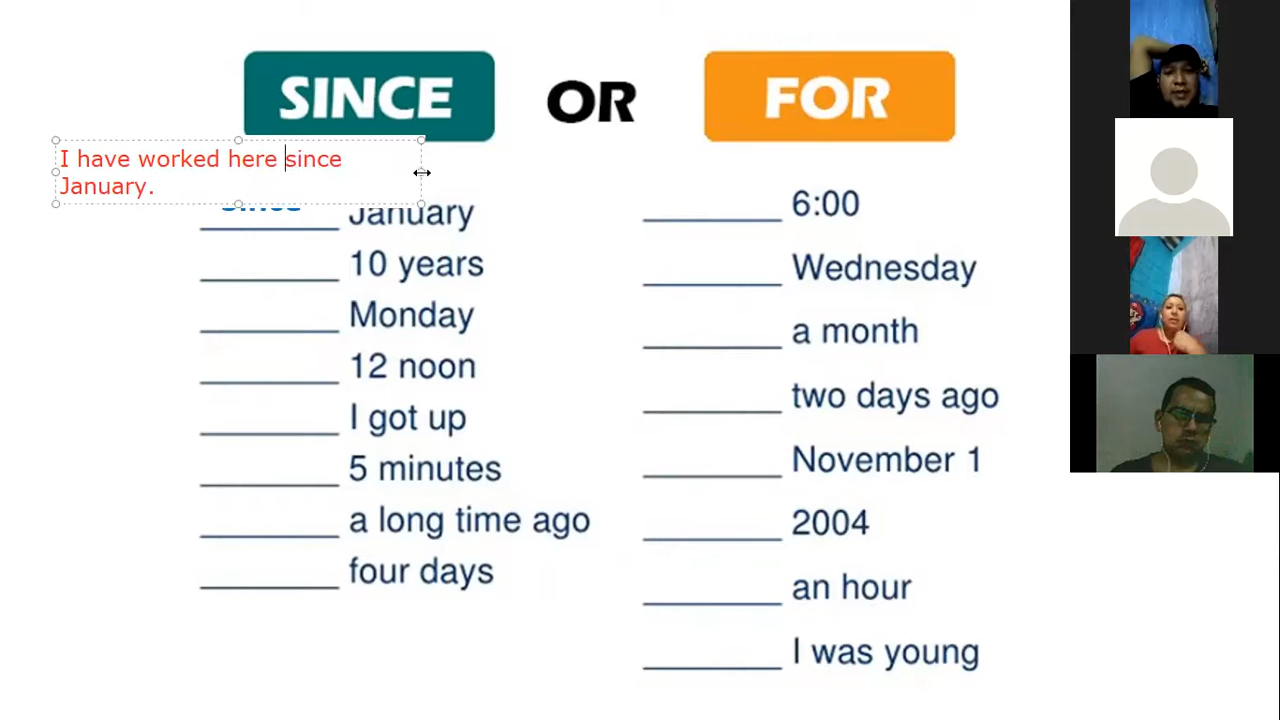 SINCE OR FOR
I have worked here since
January.
Since January
10 years
Monday
12 noon
I got up
5 minutes
a long time ago
four days
6:00
Wednesday
a month
two days ago
November 1
2004
an hour
I was young